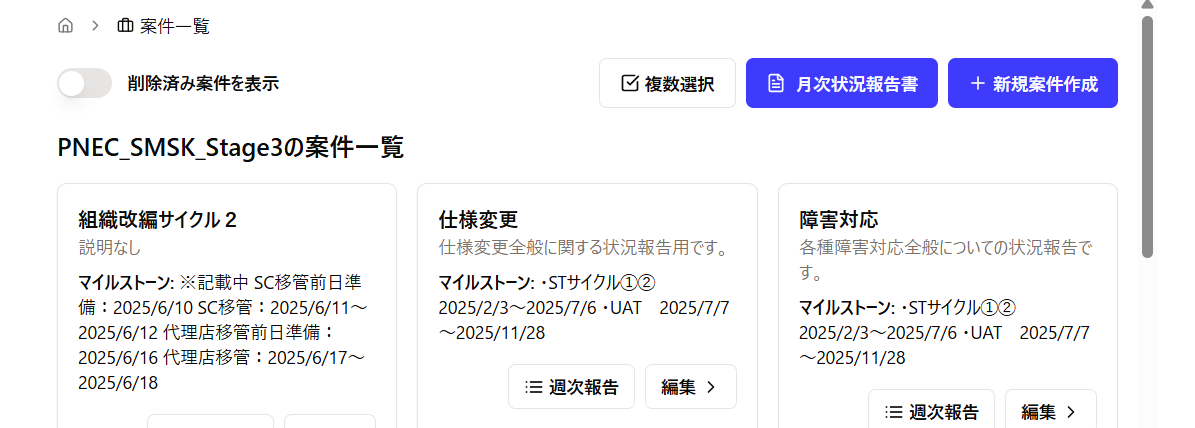 案件一覧
削除済み案件を表示
複数選択
月次状況報告書
新規案件作成
PNEC_SMSK_Stage3の案件一覧
組織改編サイクル２
説明なし
マイルストーン: ※記載中 SC移管前日準
備：2025/6/10 SC移管：2025/6/11～
2025/6/12 代理店移管前日準備：
2025/6/16 代理店移管：2025/6/17～
2025/6/18
仕様変更
仕様変更全般に関する状況報告用です。
マイルストーン: ・STサイクル①②
2025/2/3～2025/7/6 ・UAT　2025/7/7
～2025/11/28
週次報告
編集
障害対応
各種障害対応全般についての状況報告で
す。
マイルストーン: ・STサイクル①②
2025/2/3～2025/7/6 ・UAT　2025/7/7
～2025/11/28
週次報告
編集